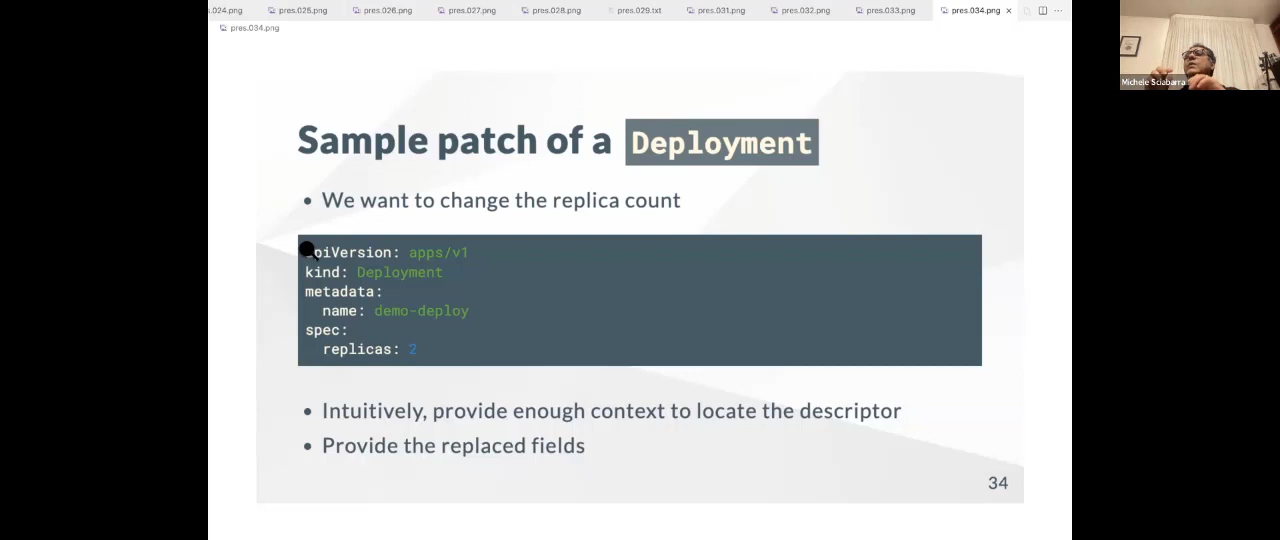 .024.png
pres.025.png
pres.026.png
pres.027.png
pres.028.png
pres.029.txt
pres.031.png
pres.032.png
pres.033.png
pres.034.png
pres.034.png
Michele Sciabarra
Sample patch of a Deployment
• We want to change the replica count
piVersion: apps/v1
kind: Deployment
metadata:
name: demo-deploy
spec:
replicas: 2
• Intuitively, provide enough context to locate the descriptor
• Provide the replaced fields
34